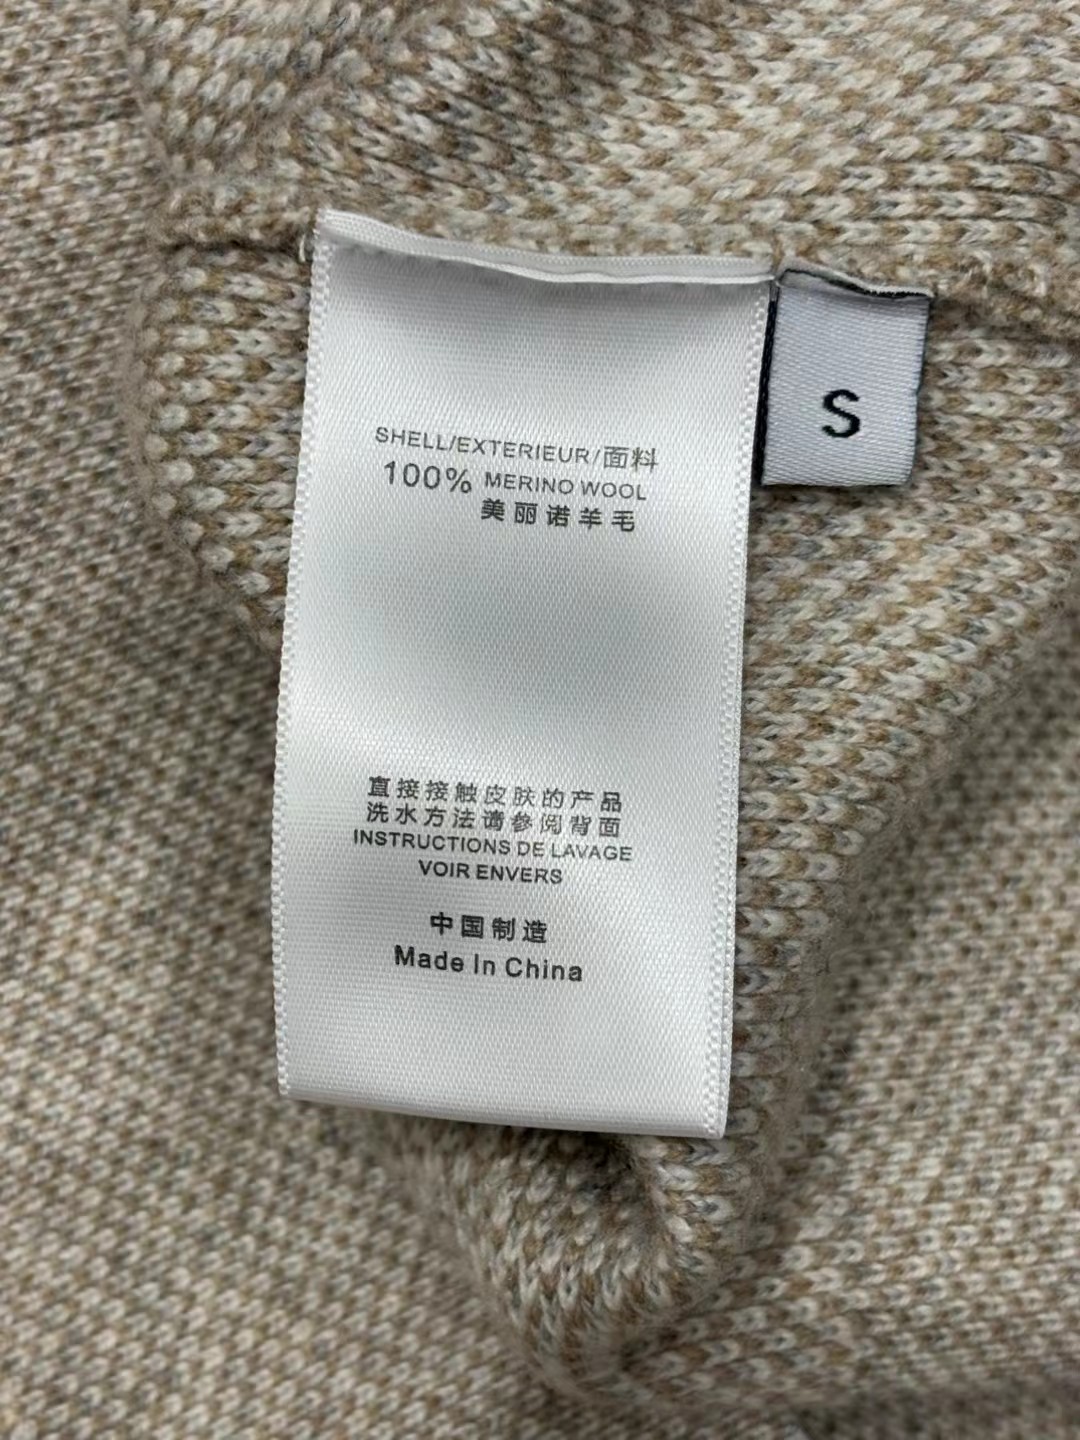 SHELL/EXTERIEUR/面料
100% MERINO WOOL
美丽诺羊毛
S
直接接触皮肤的产品
洗水方法请参阅背面
INSTRUCTIONS DE LAVAGE
VOIR ENVERS
中国制造
Made In China